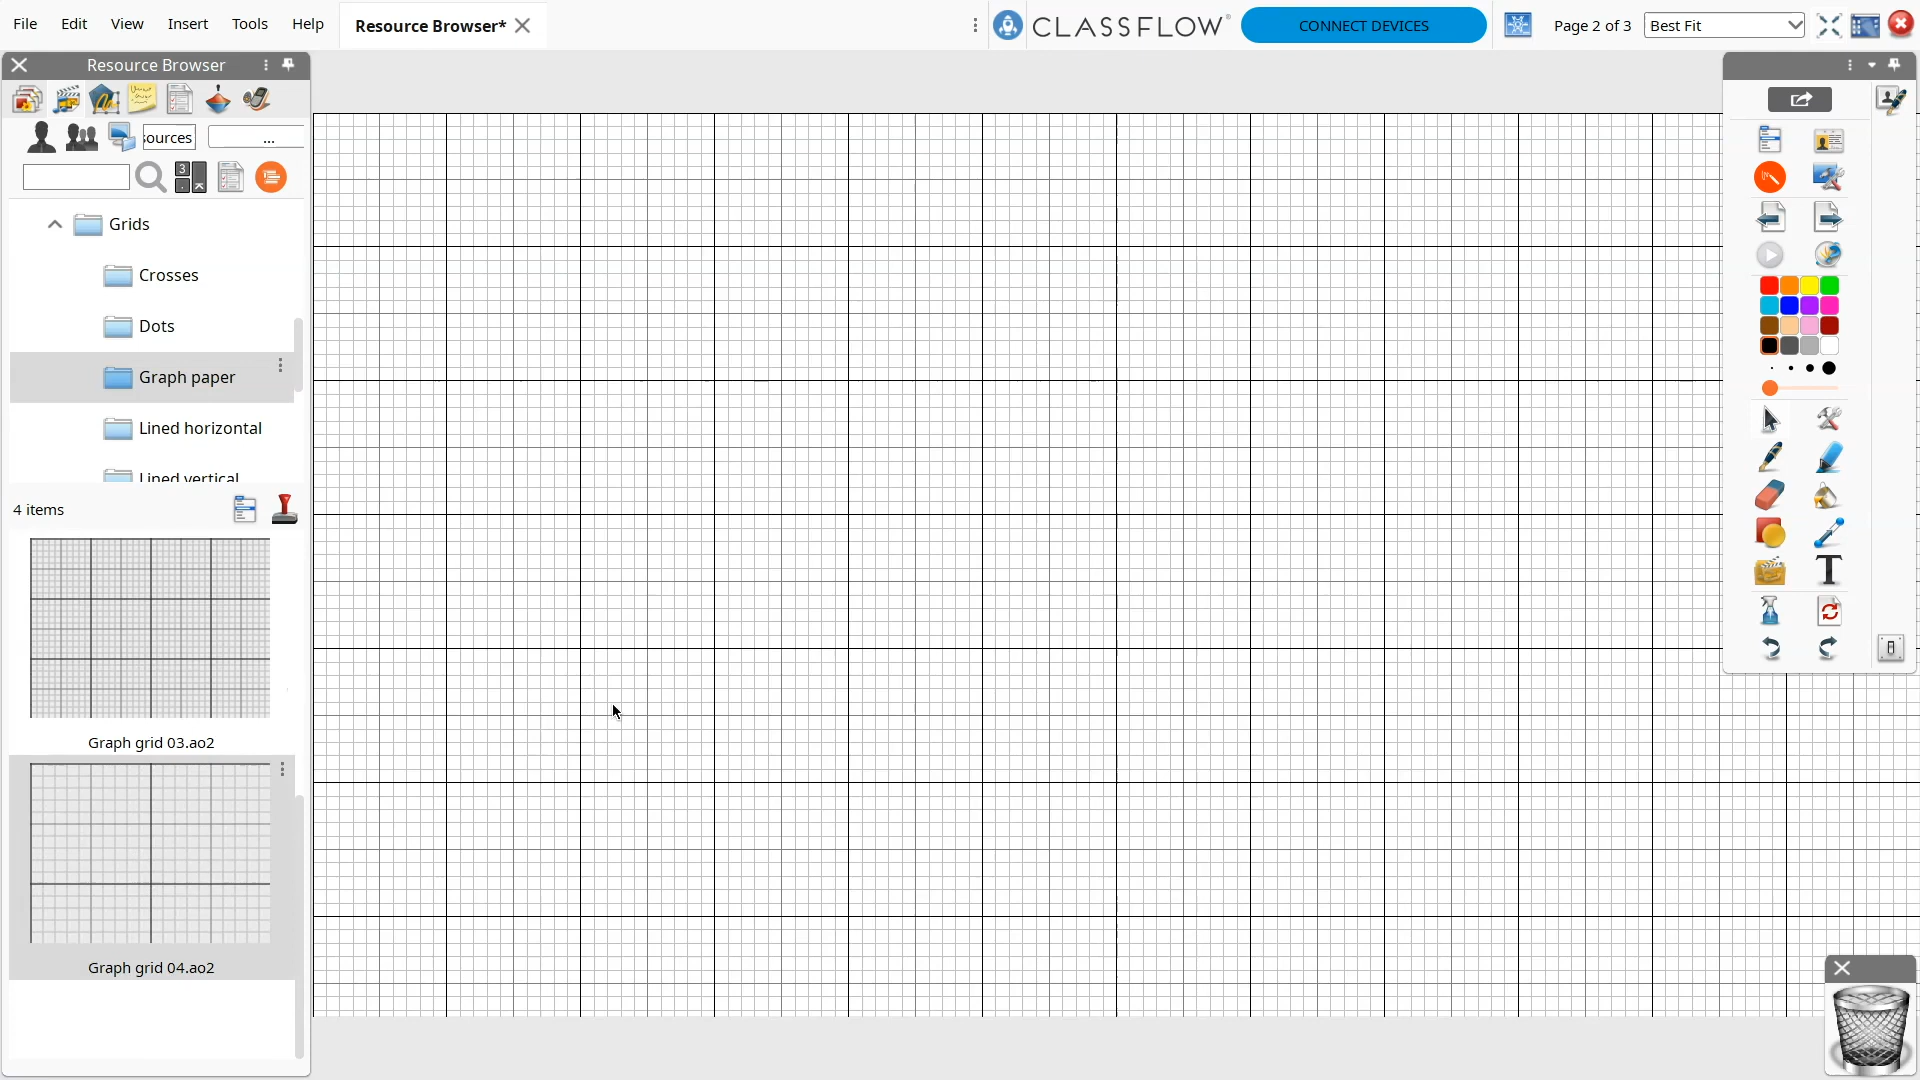 File Edit View Insert Tools Help
Resource Browser*
CLASSFLOW
CONNECT DEVICES
Page 2 of 3
Best Fit
Resource Browser
sources
...
Grids
Crosses
Dots
Graph paper
Lined horizontal
Lined vertical
4 items
Graph grid 03.ao2
Graph grid 04.ao2